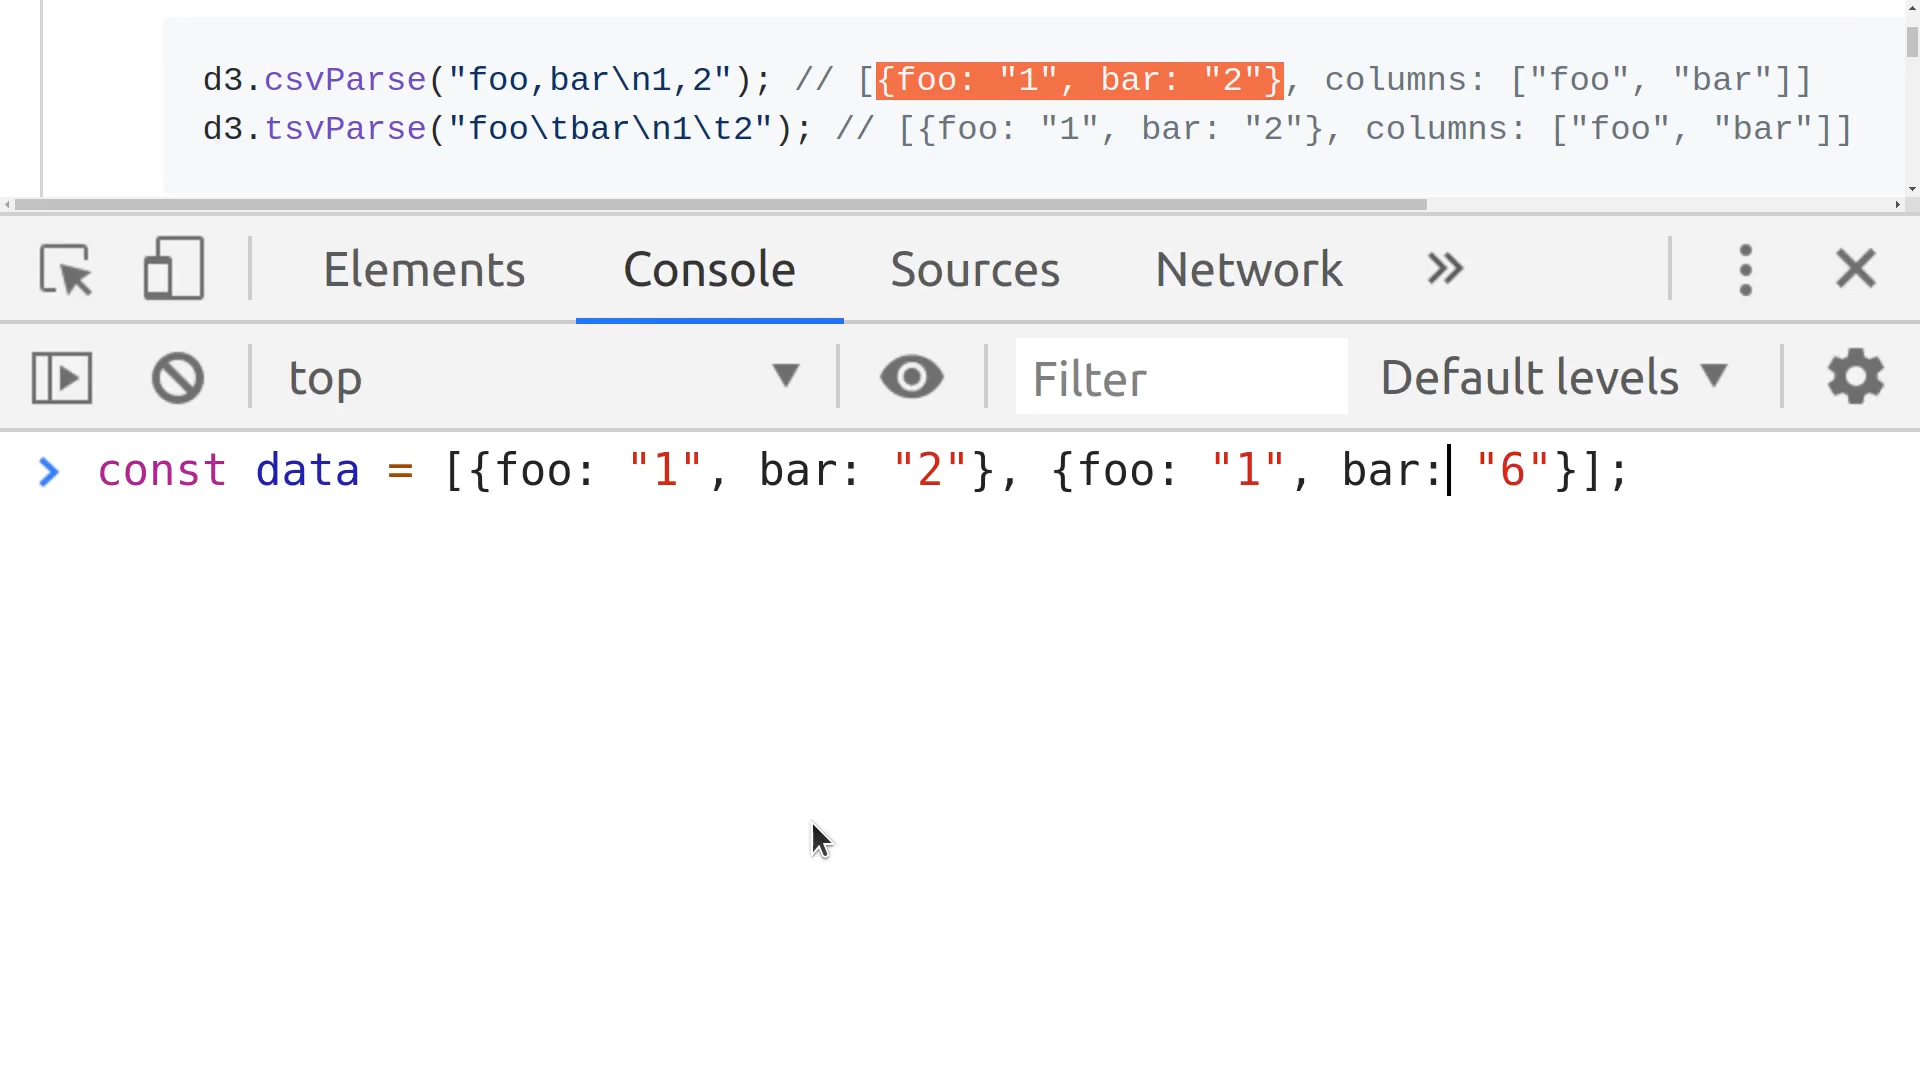 d3.csvParse("foo,bar\n1,2"); // [{foo: "1", bar: "2"}, columns: ["foo", "bar"]]
d3.tsvParse("foo\tbar\n1\t2"); // [{foo: "1", bar: "2"}, columns: ["foo", "bar"]]
Elements Console Sources Network
top Filter Default levels
const data = [{foo: "1", bar: "2"}, {foo: "1", bar: "6"}];